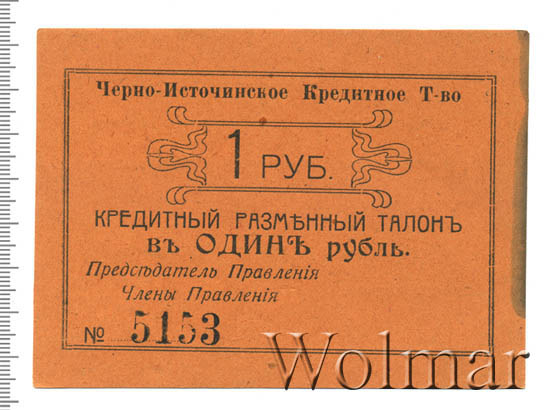 Черно-Источинское Кредитное Т-во
1 РУБ.
КРЕДИТНЫЙ РАЗМѢННЫЙ ТАЛОНЪ
въ ОДИНЪ рубль.
Предсѣдатель Правленія
Члены Правленія
№ 5153
Wolmar